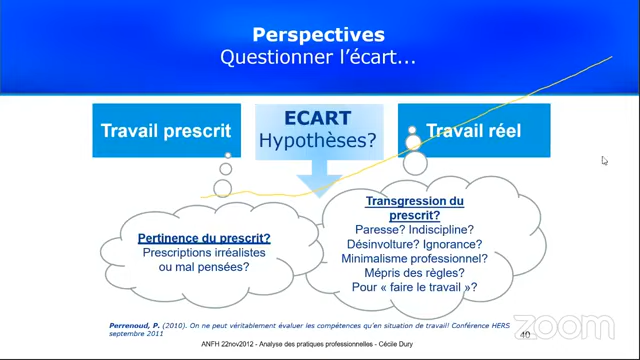 Perspectives
Questionner l'écart...
Travail prescrit
ECART
Hypothèses?
Travail réel
Pertinence du prescrit?
Prescriptions irréalistes
ou mal pensées?
Transgression du
prescrit?
Paresse? Indiscipline?
Désinvolture? Ignorance?
Minimalisme professionnel?
Mépris des règles?
Pour « faire le travail »?
Perrenoud, P. (2010). On ne peut véritablement évaluer les compétences qu'en situation de travail! Conférence HERS
septembre 2011
ANFH 22nov2012 - Analyse des pratiques professionnelles - Cécile Dury
40
zoom